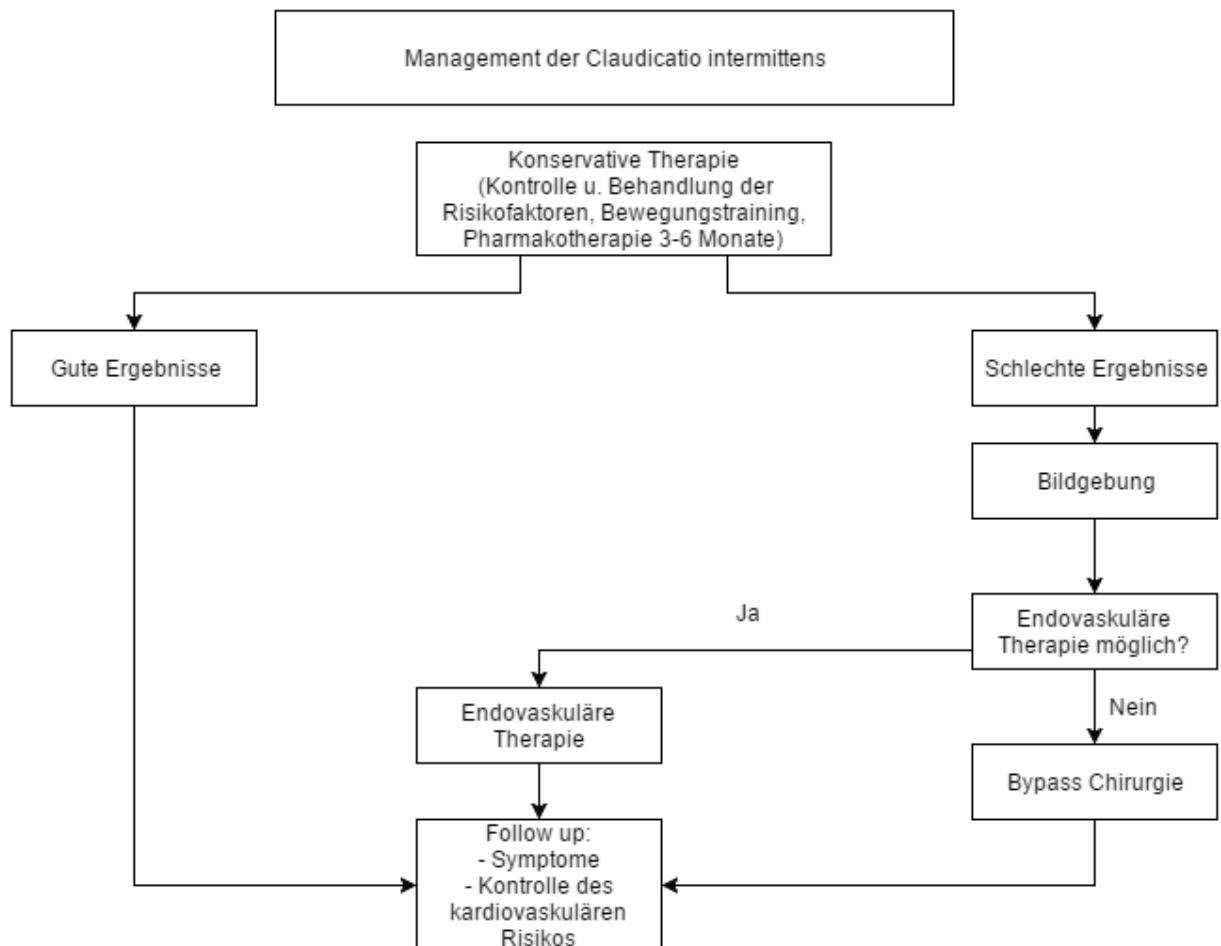 Management der Claudicatio intermittens
Konservative Therapie
(Kontrolle u. Behandlung der
Risikofaktoren, Bewegungstraining,
Pharmakotherapie 3-6 Monate)
Gute Ergebnisse
Schlechte Ergebnisse
Bildgebung
Endovaskuläre
Therapie möglich?
Ja
Nein
Endovaskuläre
Therapie
Bypass Chirurgie
Follow up:
- Symptome
- Kontrolle des
kardiovaskulären
Risikos